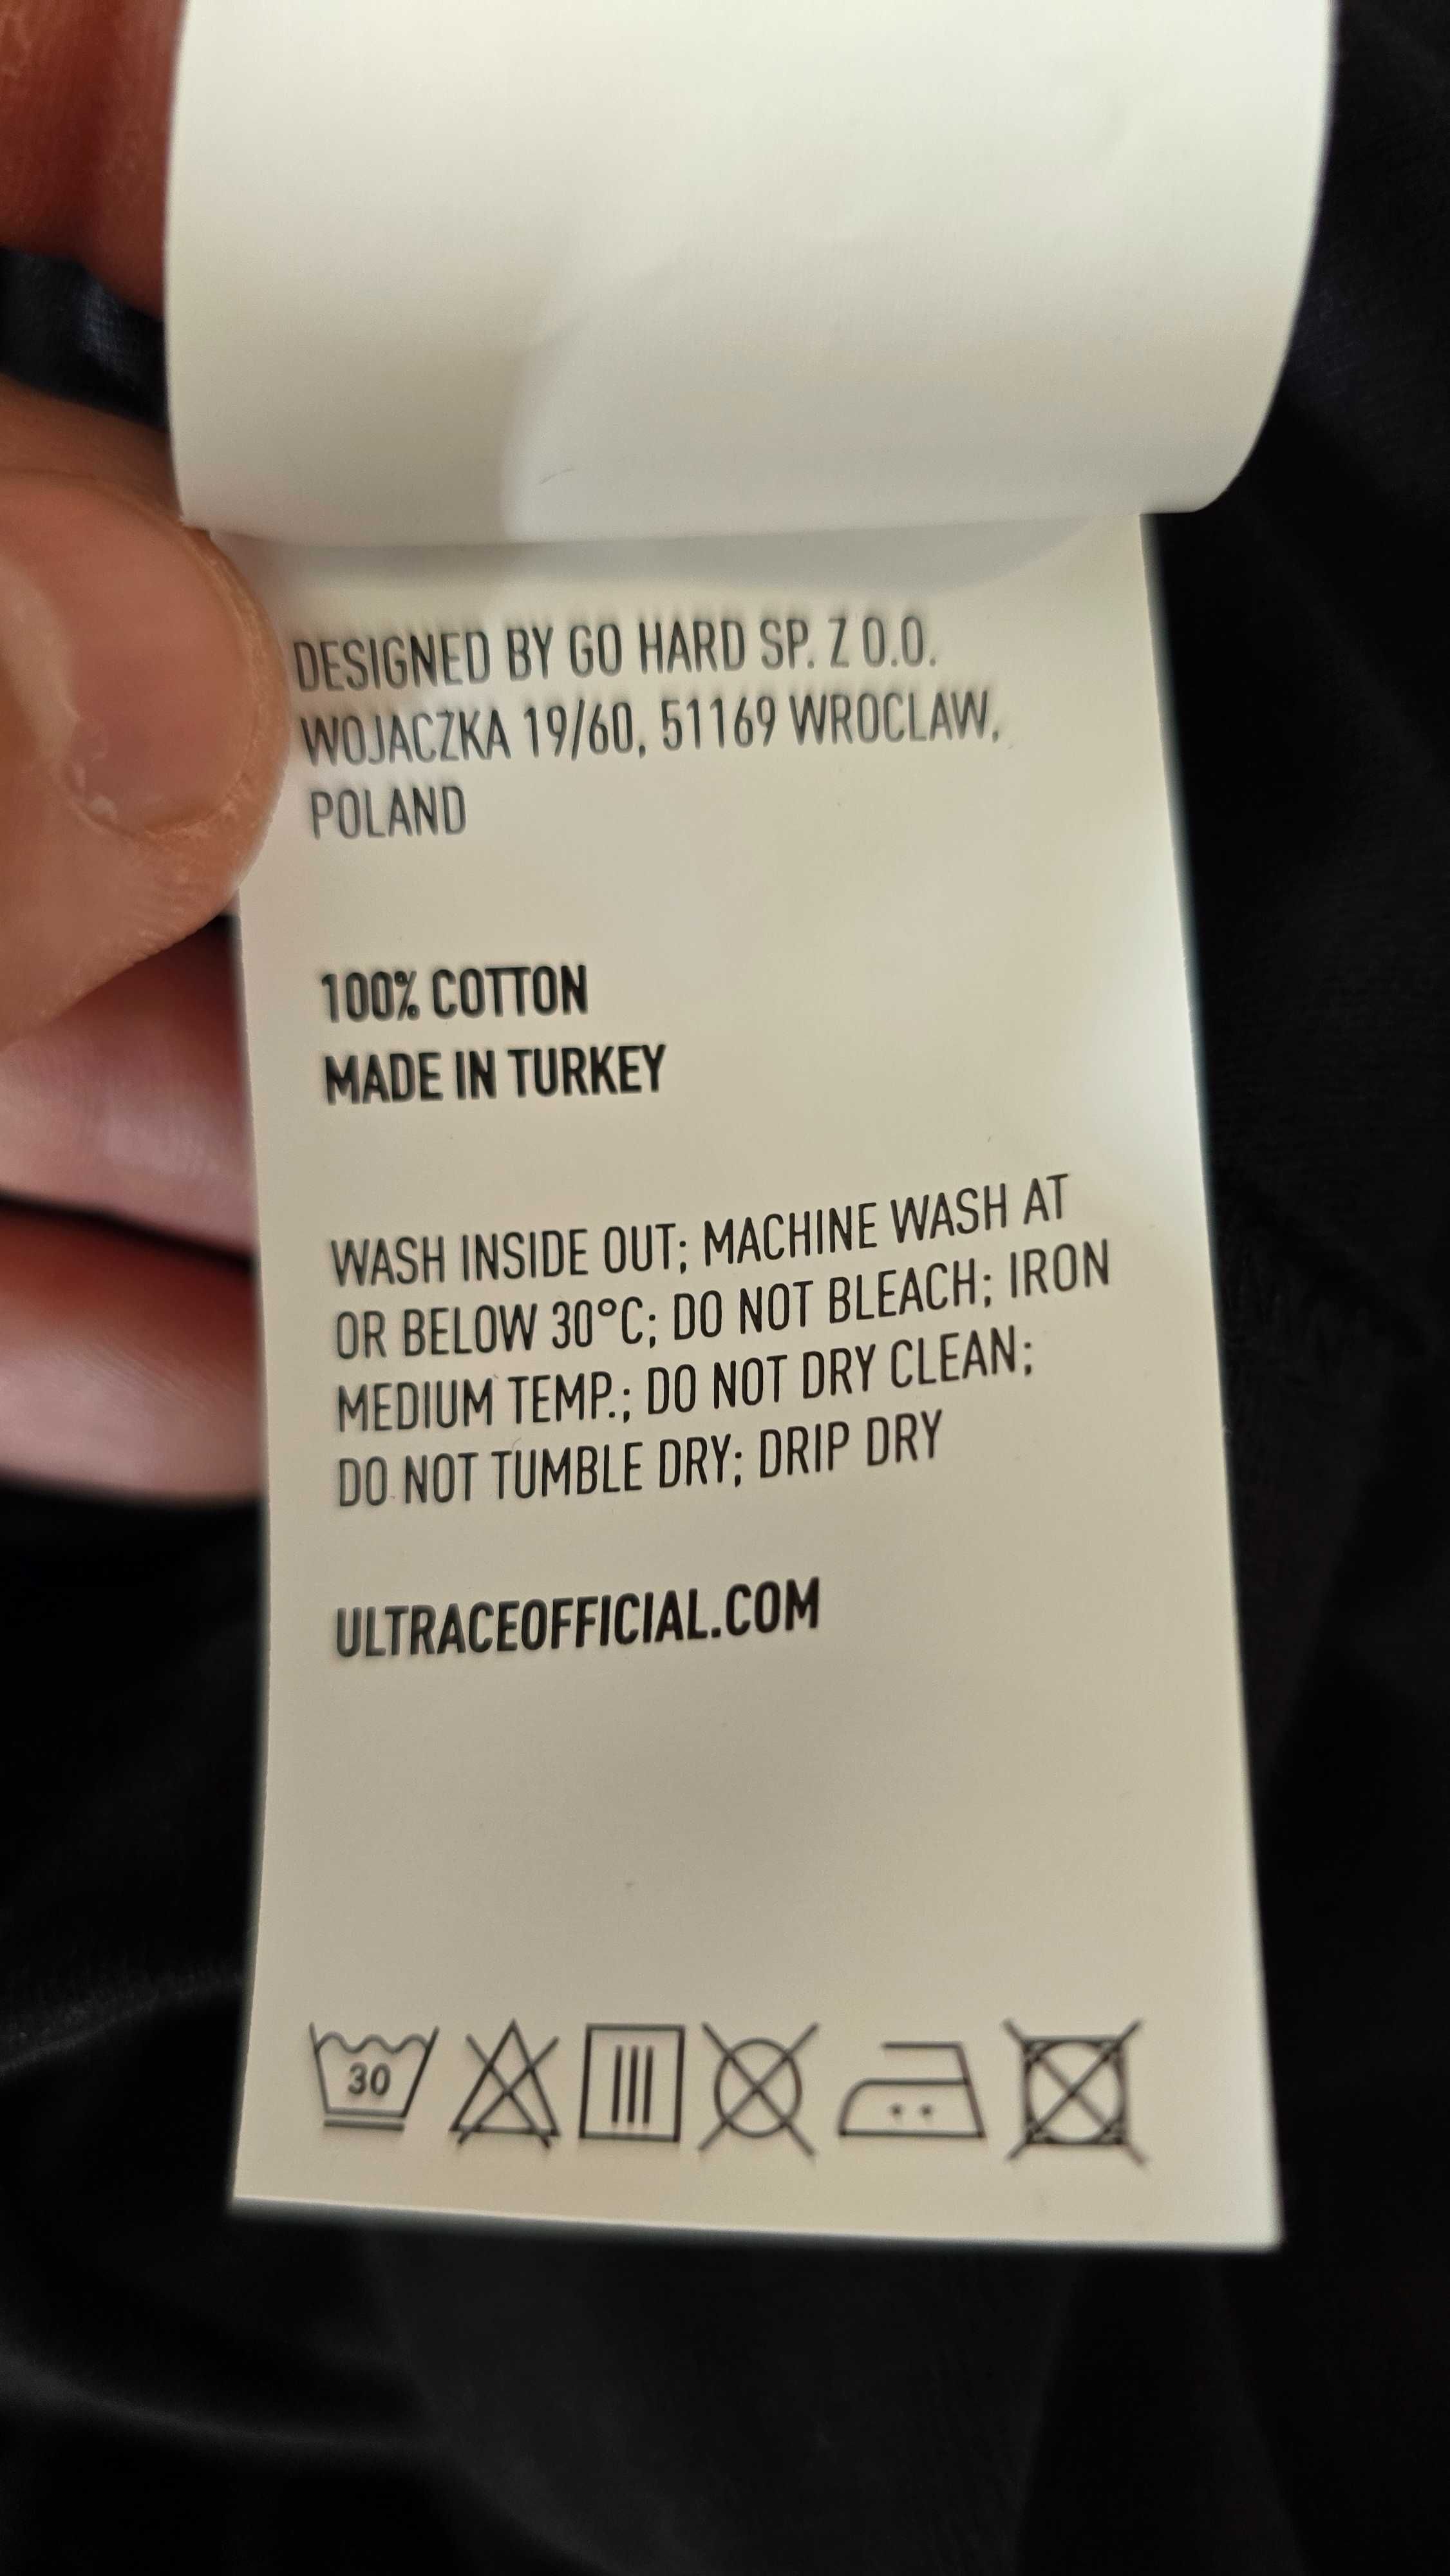 DESIGNED BY GO HARD SP. Z O.O.
WOJACZKA 19/60, 51169 WROCLAW,
POLAND
100% COTTON
MADE IN TURKEY
WASH INSIDE OUT; MACHINE WASH AT
OR BELOW 30°C; DO NOT BLEACH; IRON
MEDIUM TEMP.; DO NOT DRY CLEAN;
DO NOT TUMBLE DRY; DRIP DRY
ULTRACEOFFICIAL.COM
30